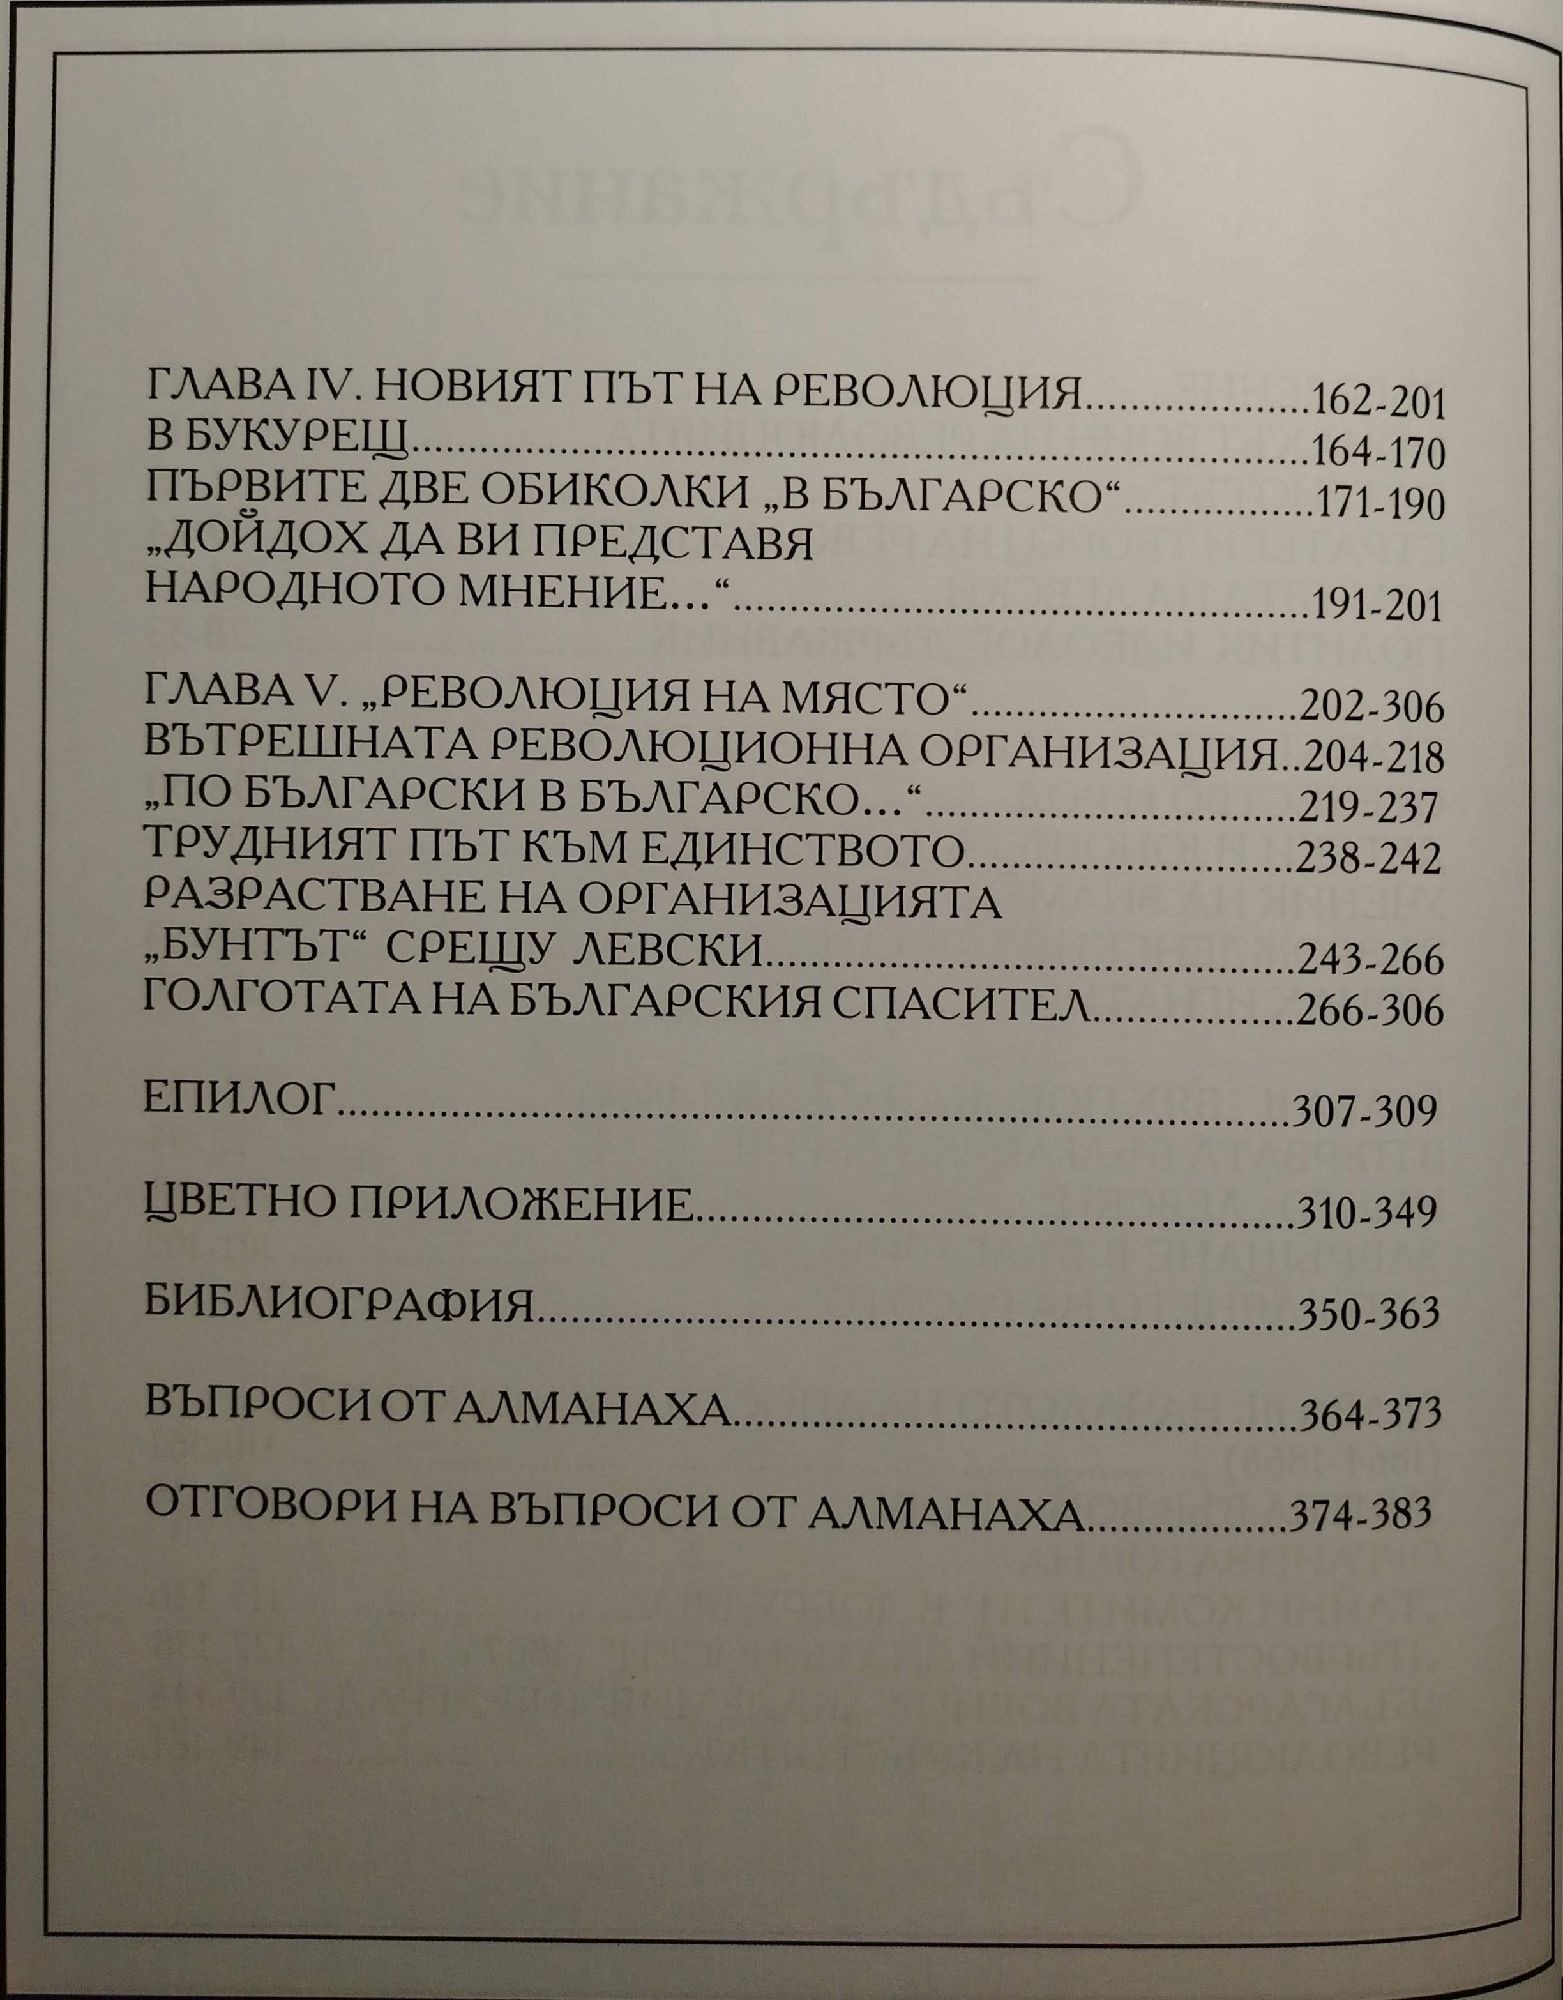 ГЛАВА IV. НОВИЯТ ПЪТ НА РЕВОЛЮЦИЯ....................162-201
В БУКУРЕЩ................................................................................164-170
ПЪРВИТЕ ДВЕ ОБИКОЛКИ „В БЪЛГАРСКО“.................171-190
„ДОЙДОХ ДА ВИ ПРЕДСТАВЯ
НАРОДНОТО МНЕНИЕ...“...................................................191-201
ГЛАВА V. „РЕВОЛЮЦИЯ НА МЯСТО“.............................202-306
ВЪТРЕШНАТА РЕВОЛЮЦИОННА ОРГАНИЗАЦИЯ..204-218
„ПО БЪЛГАРСКИ В БЪЛГАРСКО...“.................................219-237
ТРУДНИЯТ ПЪТ КЪМ ЕДИНСТВОТО.............................238-242
РАЗРАСТВАНЕ НА ОРГАНИЗАЦИЯТА
„БУНТЪТ“ СРЕЩУ ЛЕВСКИ...............................................243-266
ГОЛГОТАТА НА БЪЛГАРСКИЯ СПАСИТЕЛ..................266-306
ЕПИЛОГ.....................................................................................307-309
ЦВЕТНО ПРИЛОЖЕНИЕ.....................................................310-349
БИБЛИОГРАФИЯ...................................................................350-363
ВЪПРОСИ ОТ АЛМАНАХА..................................................364-373
ОТГОВОРИ НА ВЪПРОСИ ОТ АЛМАНАХА..................374-383